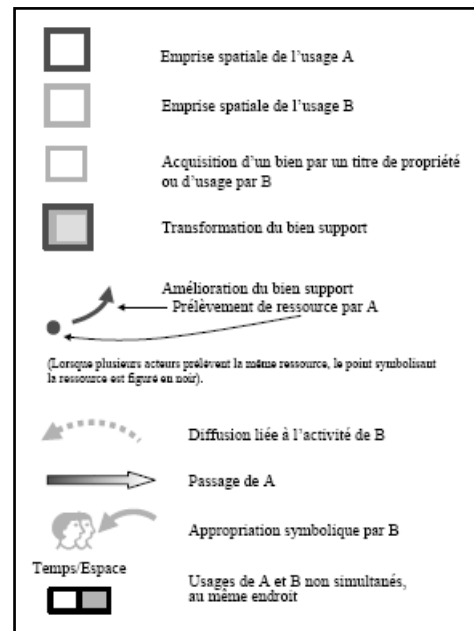 Emprise spatiale de l'usage A
Emprise spatiale de l'usage B
Acquisition d'un bien par un titre de propriété
ou d'usage par B
Transformation du bien support
Amélioration du bien support
Prélèvement de ressource par A
(Lorsque plusieurs acteurs prélèvent la même ressource, le point symbolisant
la ressource est figuré en noir).
Diffusion liée à l'activité de B
Passage de A
Appropriation symbolique par B
Temps/Espace
Usages de A et B non simultanés,
au même endroit